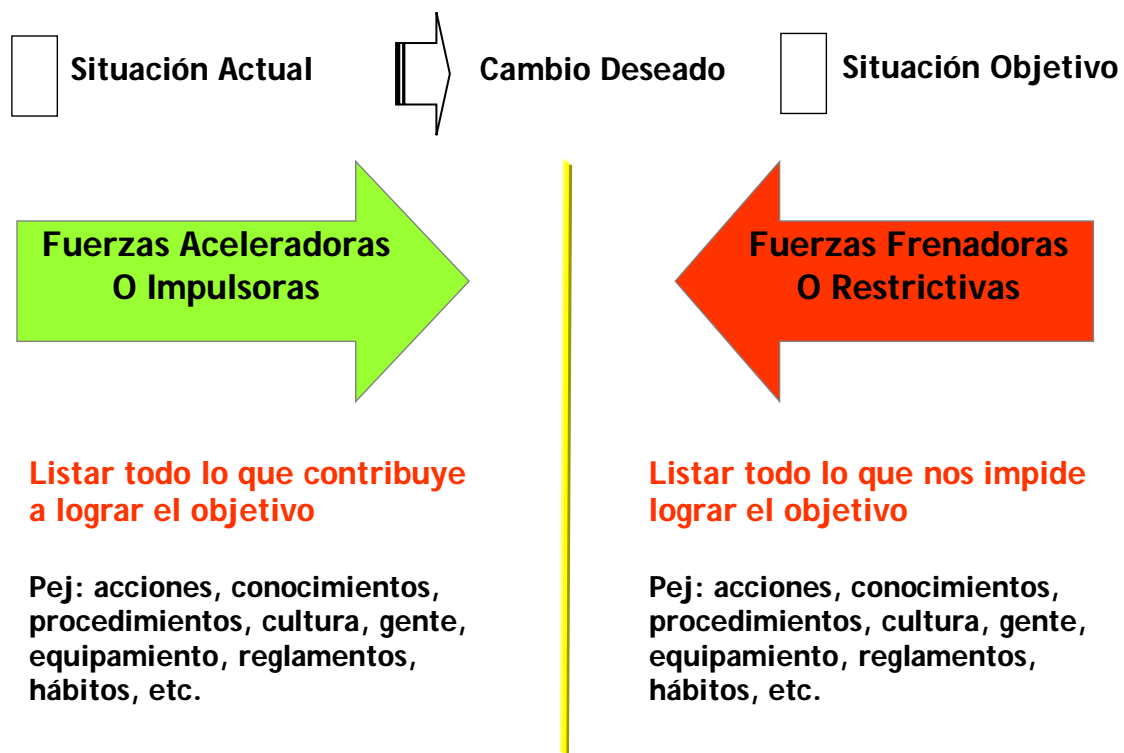 Situación Actual
Cambio Deseado
Situación Objetivo
Fuerzas Aceleradoras
O Impulsoras
Fuerzas Frenadoras
O Restrictivas
Listar todo lo que contribuye
a lograr el objetivo
Pej: acciones, conocimientos,
procedimientos, cultura, gente,
equipamiento, reglamentos,
hábitos, etc.
Listar todo lo que nos impide
lograr el objetivo
Pej: acciones, conocimientos,
procedimientos, cultura, gente,
equipamiento, reglamentos,
hábitos, etc.